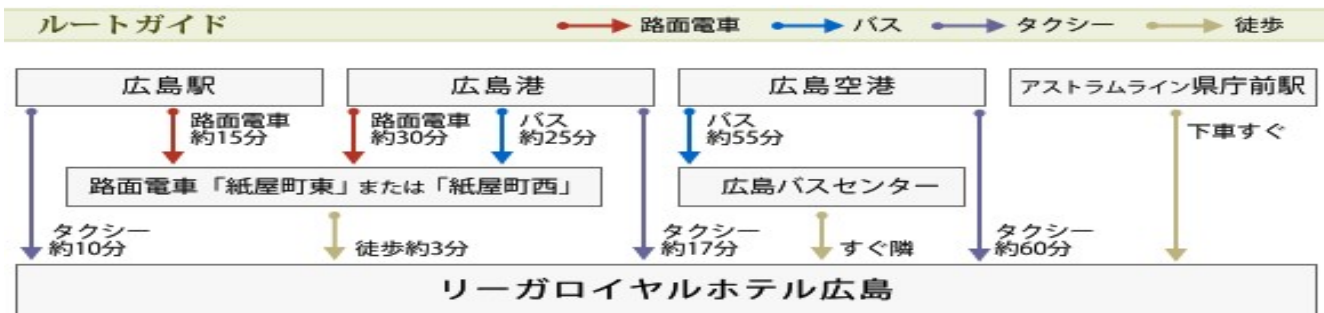 ルートガイド
路面電車 バス タクシー 徒歩
広島駅 広島港 広島空港 アストラムライン県庁前駅
路面電車
約15分
路面電車
約30分
バス
約25分
バス
約55分
下車すぐ
路面電車「紙屋町東」または「紙屋町西」
広島バスセンター
タクシー
約10分
徒歩約3分
タクシー
約17分
すぐ隣
タクシー
約60分
リーガロイヤルホテル広島